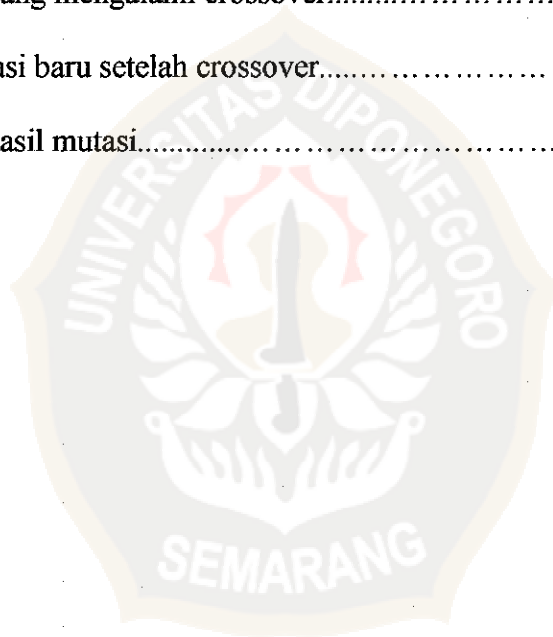 ang mengalami crossover.........................
asi baru setelah crossover.........................
asil mutasi.....................................
UNIVERSITAS DIPONEGORO
SEMARANG